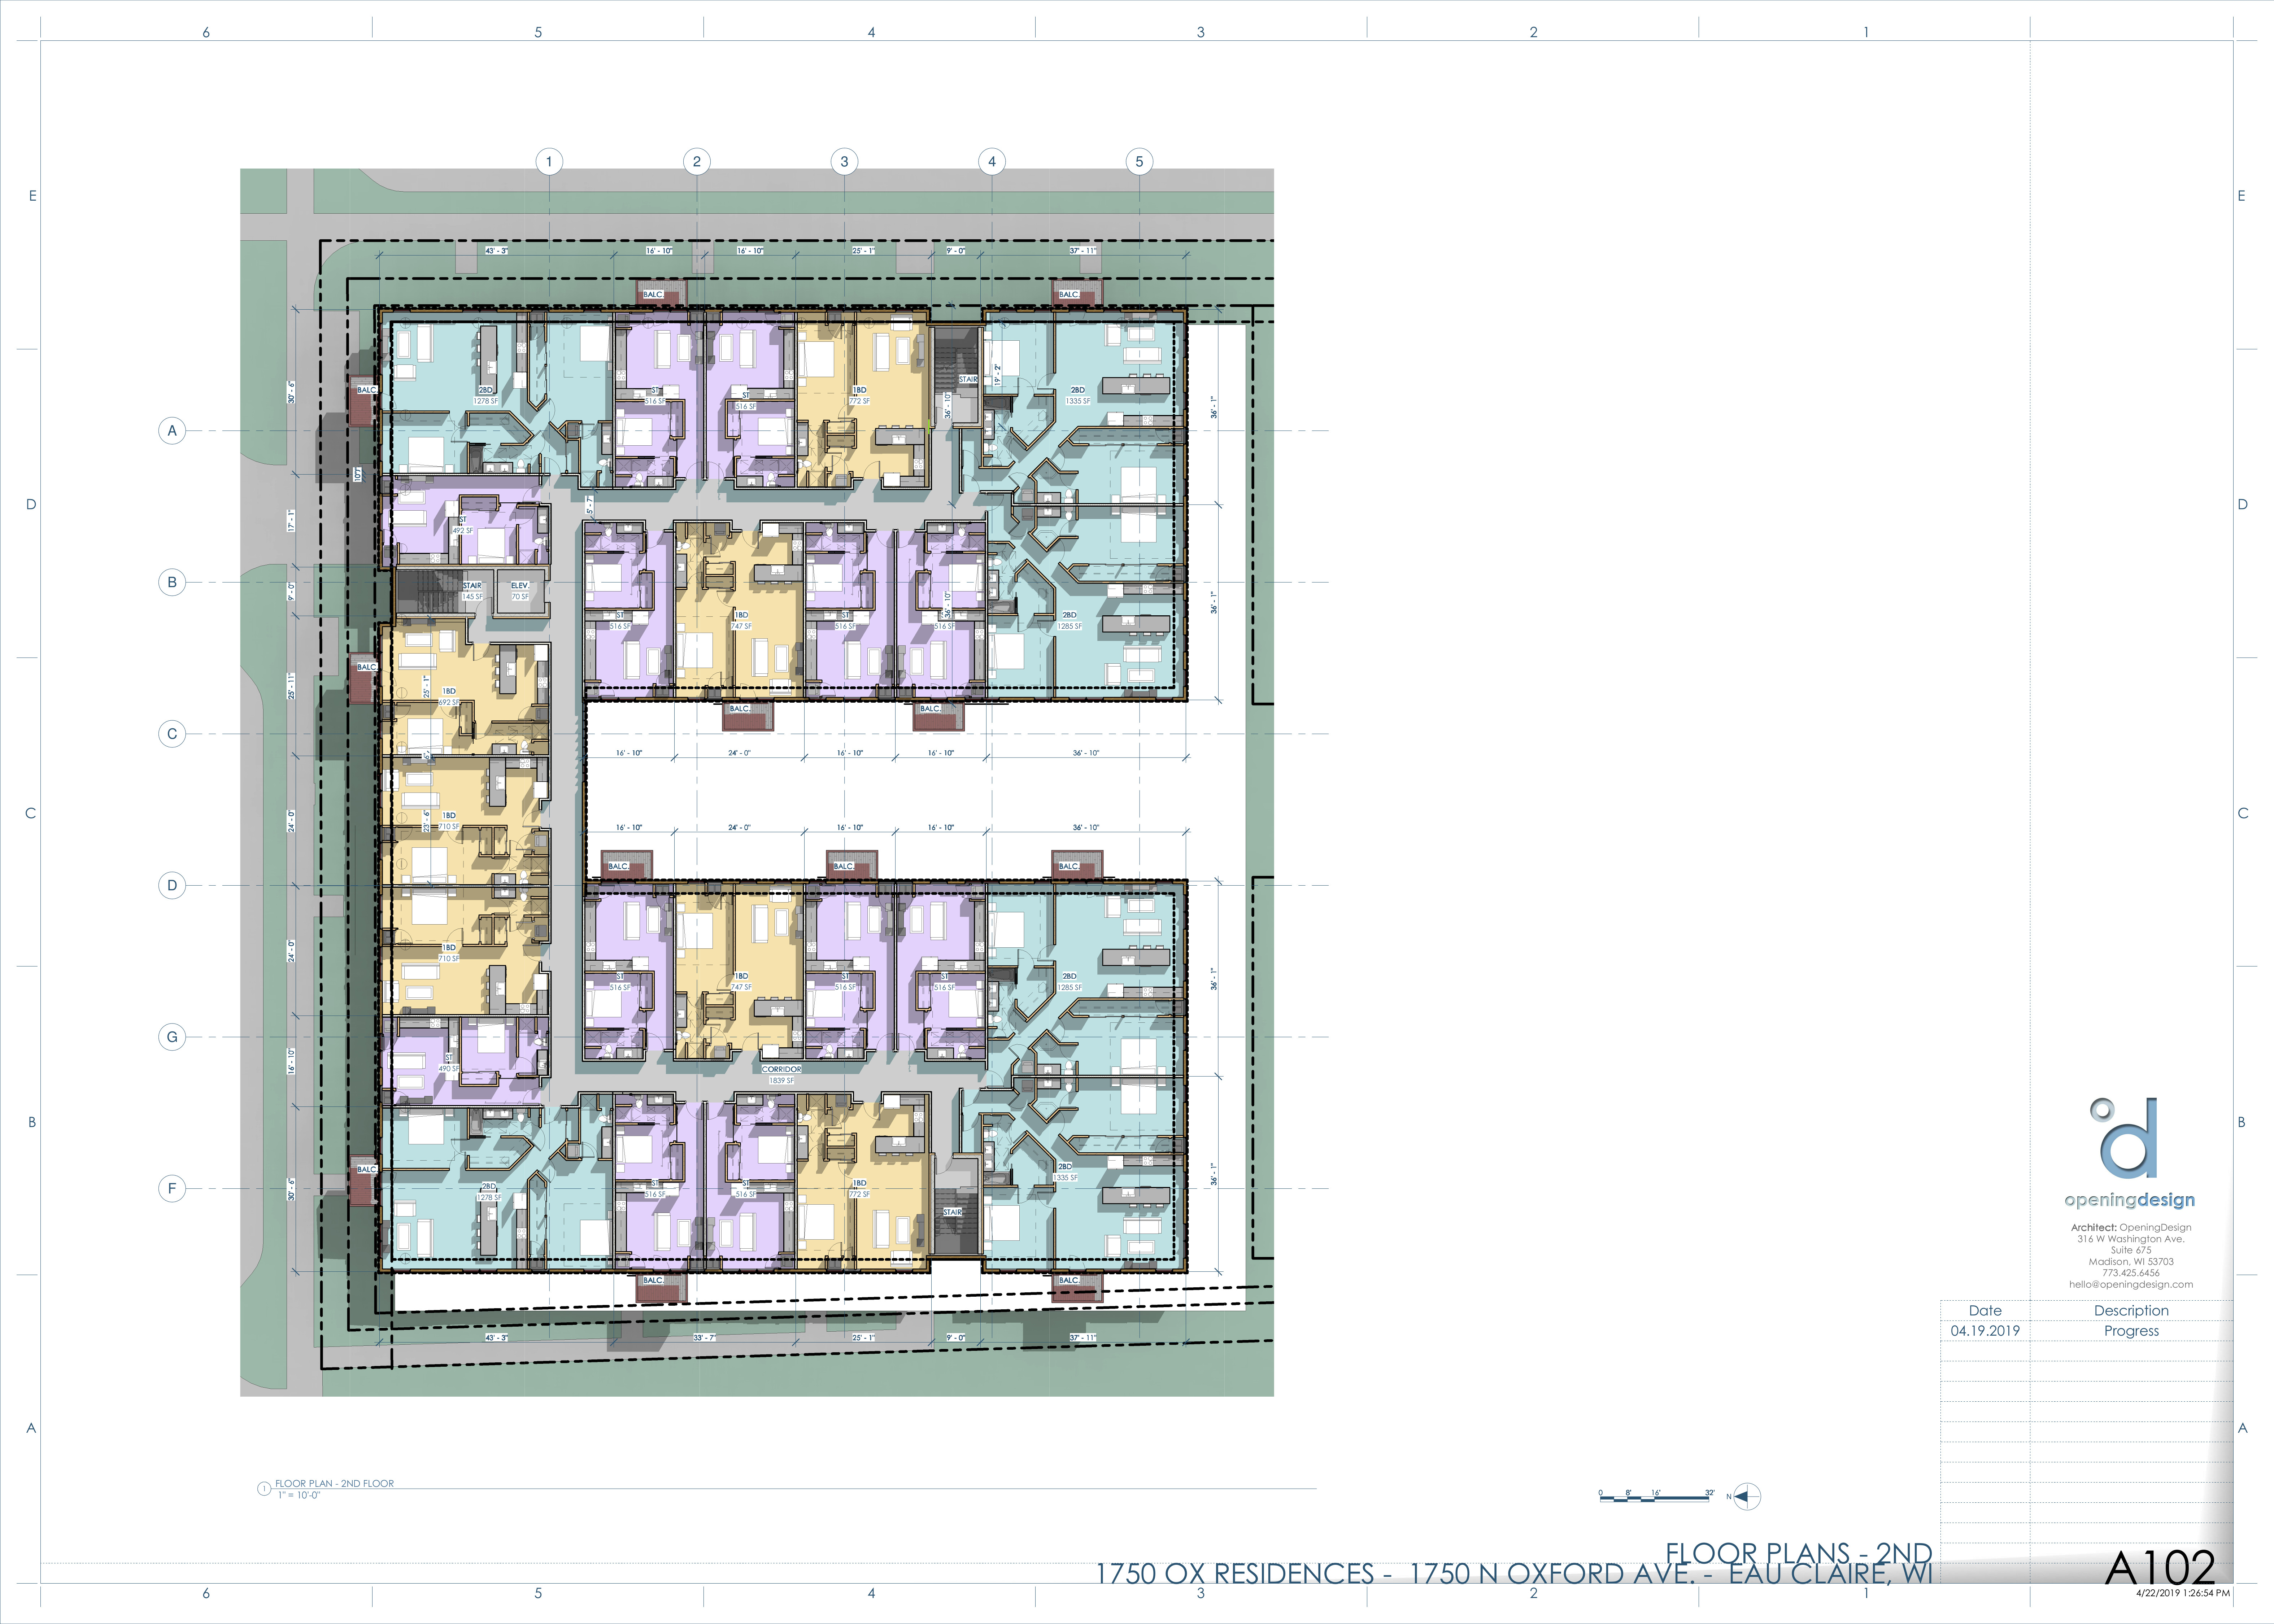 6 5 4 3 2 1
E E
1 2 3 4 5
43' - 3" 16' - 10" 16' - 10" 25' - 1" 9' - 0" 37' - 11"
BALC. BALC.
STAIR
19' - 2"
BALC.
2BD
1278 SF
ST
516 SF
ST
516 SF
1BD
772 SF
2BD
1335 SF
30' - 6"
36' - 10"
36' - 1"
A
D D
17' - 1"
5' - 7"
ST
492 SF
B
9' - 0"
STAIR
145 SF
ELEV.
70 SF
ST
516 SF
1BD
747 SF
ST
516 SF
ST
516 SF
36' - 10"
2BD
1285 SF
36' - 1"
BALC.
25' - 11"
25' - 1"
1BD
692 SF
BALC. BALC.
C
16' - 10" 24' - 0" 16' - 10" 16' - 10" 36' - 10"
C C
24' - 0"
23' - 6"
1BD
710 SF
16' - 10" 24' - 0" 16' - 10" 16' - 10" 36' - 10"
BALC. BALC. BALC.
D
24' - 0"
1BD
710 SF
ST
516 SF
1BD
747 SF
ST
516 SF
ST
516 SF
2BD
1285 SF
36' - 1"
G
16' - 10"
ST
490 SF
CORRIDOR
1839 SF
B B
BALC.
F
30' - 6"
2BD
1278 SF
ST
516 SF
ST
516 SF
1BD
772 SF
STAIR
2BD
1335 SF
36' - 1"
BALC. BALC.
43' - 3" 33' - 7" 25' - 1" 9' - 0" 37' - 11"
A A
d
openingdesign
Architect: OpeningDesign
316 W Washington Ave.
Suite 675
Madison, WI 53703
773.425.6456
hello@openingdesign.com
Date Description
04.19.2019 Progress
1 FLOOR PLAN - 2ND FLOOR
1" = 10'-0"
0 8' 16' 32'
N
FLOOR PLANS - 2ND
1750 OX RESIDENCES - 1750 N OXFORD AVE. - EAU CLAIRE, WI
A102
4/22/2019 1:26:54 PM
6 5 4 3 2 1